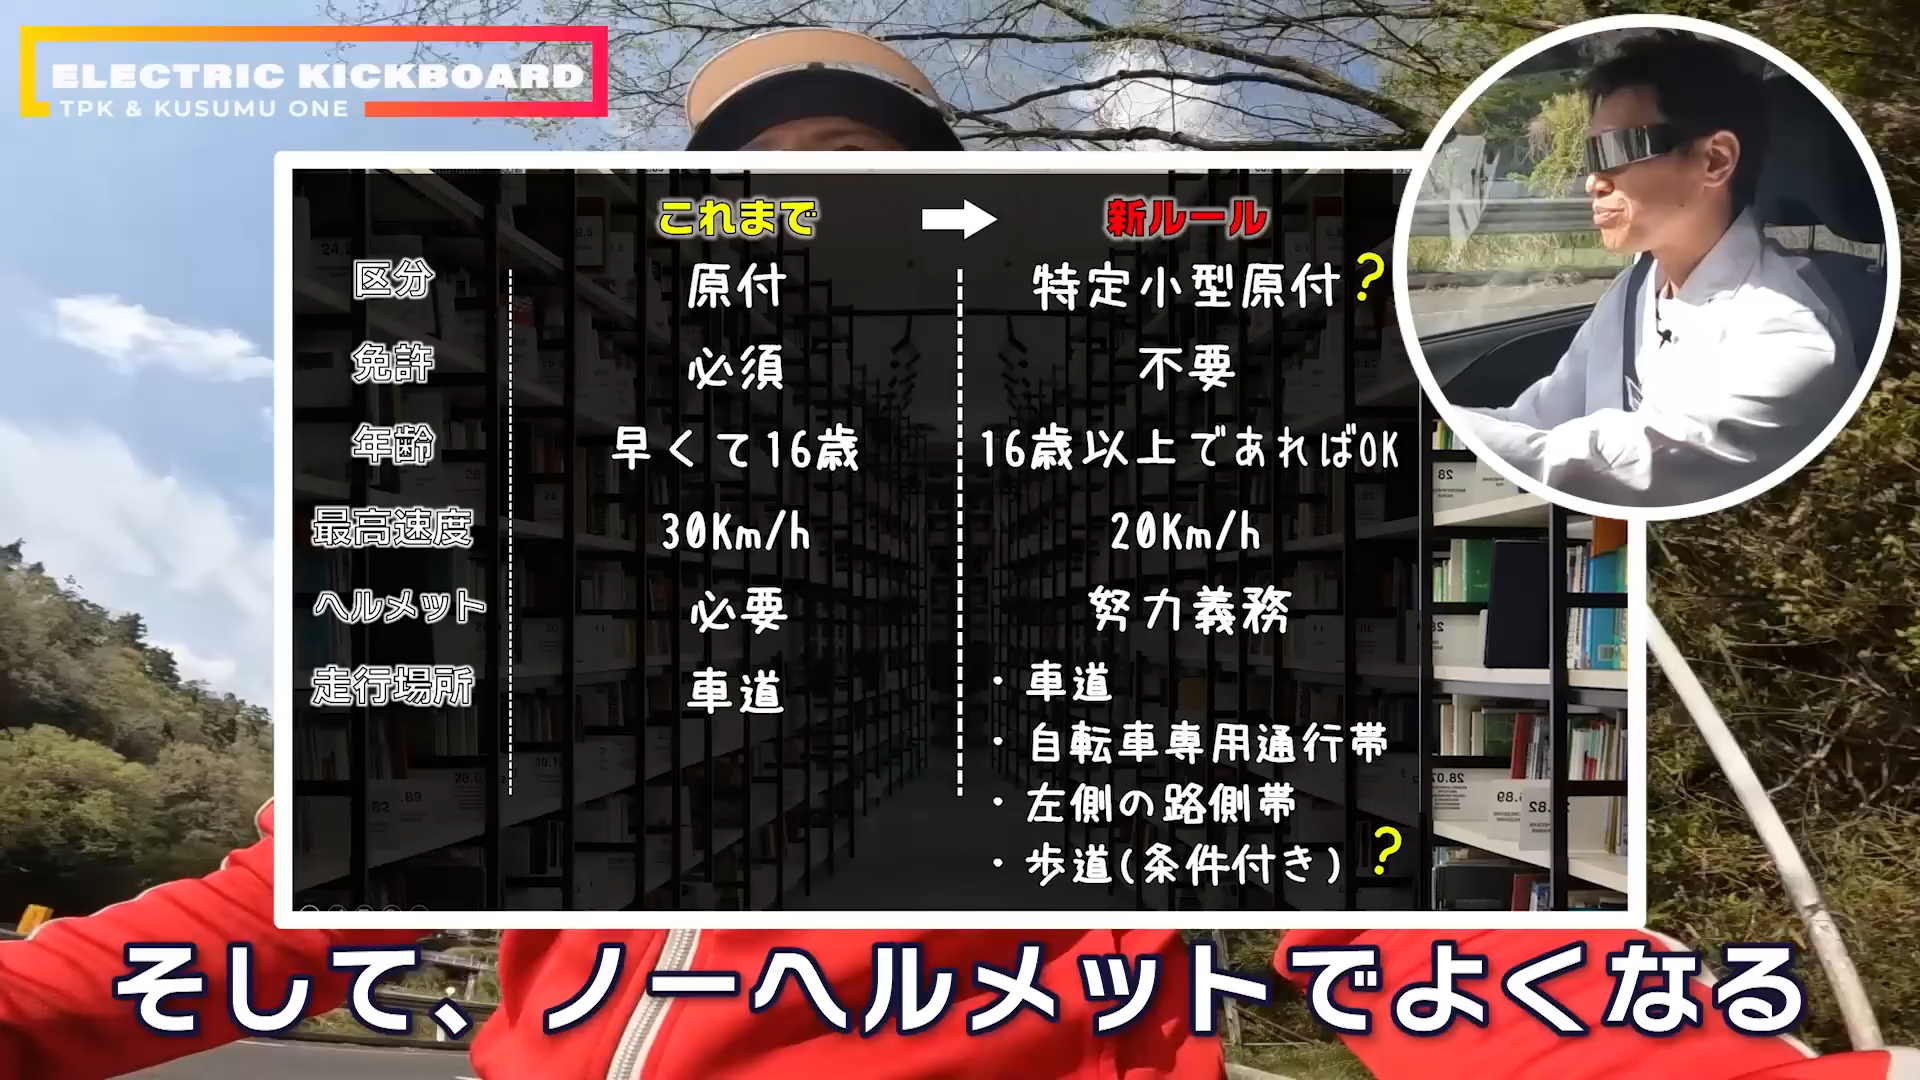 ELECTRIC KICKBOARD
TPK & KUSUMU ONE
これまで 新ルール
区分 原付 特定小型原付?
免許 必須 不要
年齢 早くて16歳 16歳以上であればOK
最高速度 30Km/h 20Km/h
ヘルメット 必要 努力義務
走行場所 車道 ・車道
・自転車専用通行帯
・左側の路側帯
・歩道(条件付き)?
そして、ノーヘルメットでよくなる